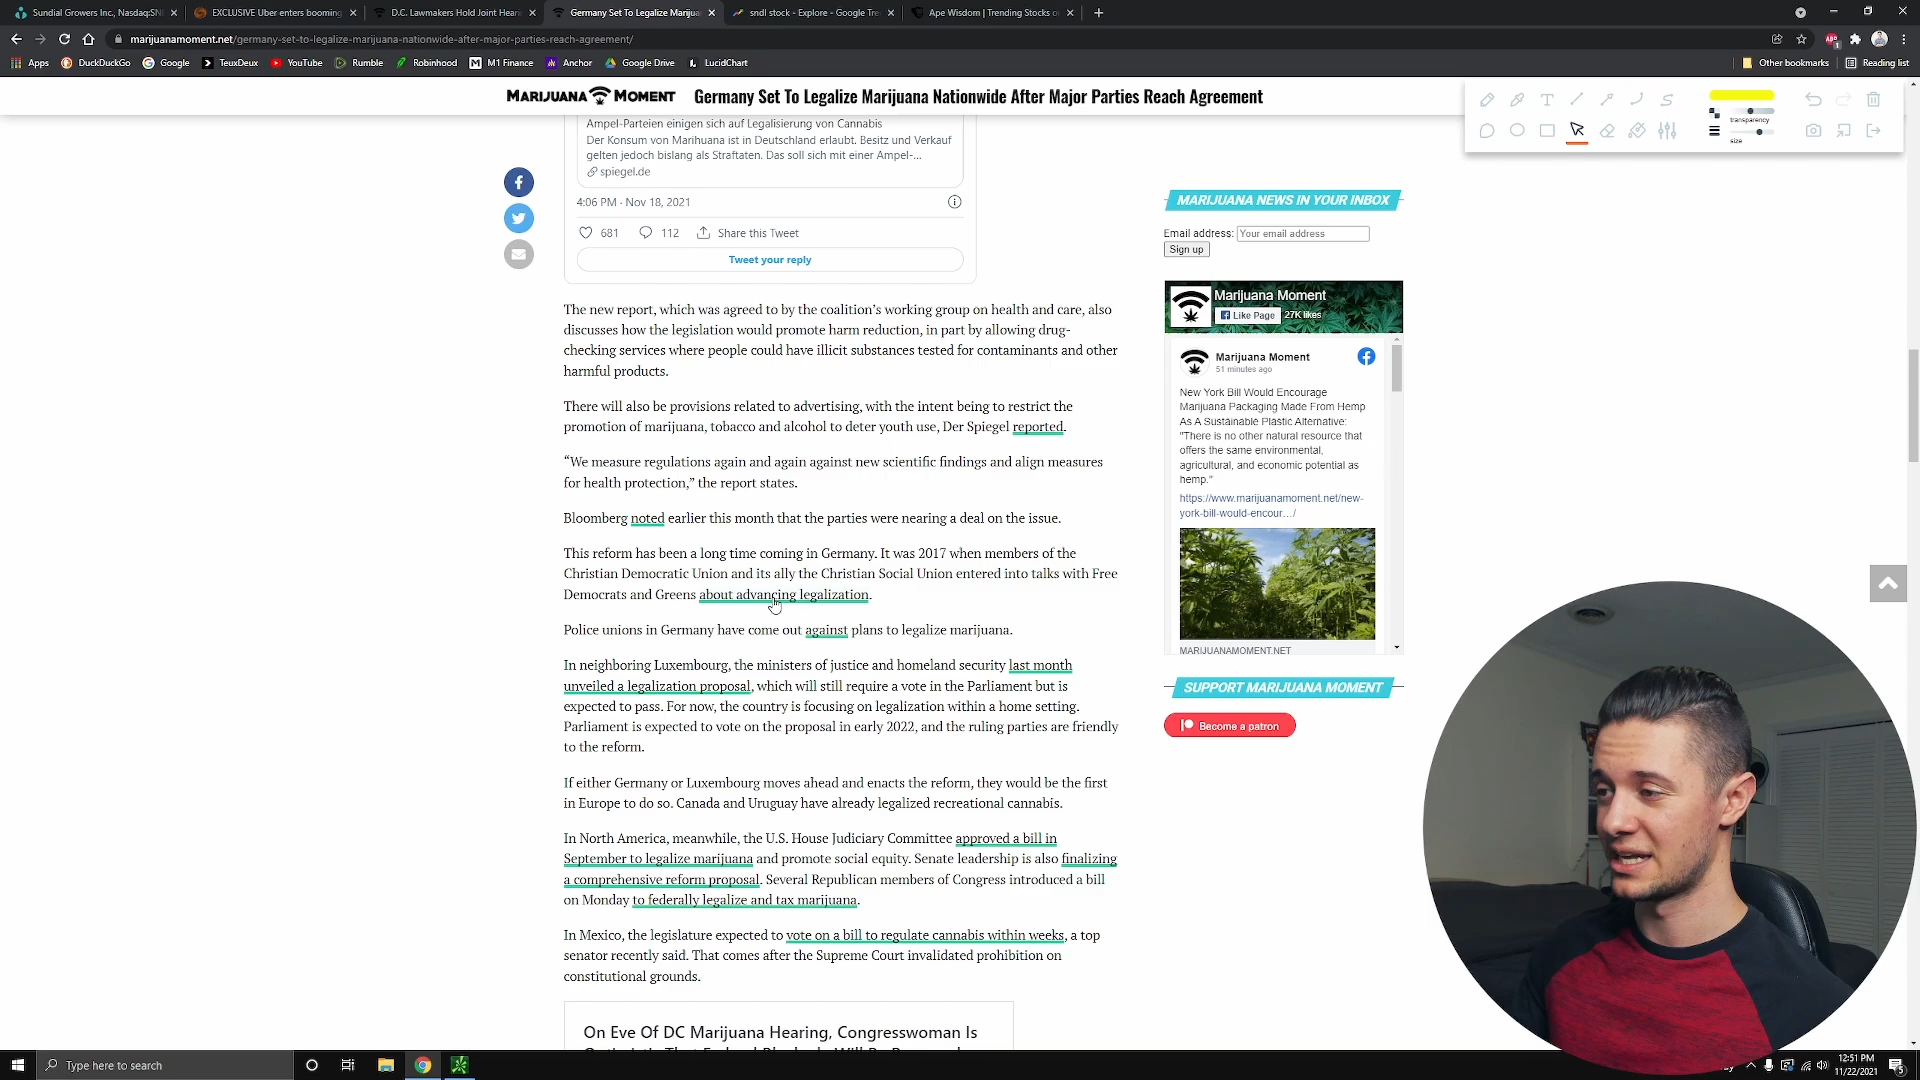 Sundial Growers Inc., Nasdaq:SN
EXCLUSIVE Uber enters booming
D.C. Lawmakers Hold Joint Heari
Germany Set To Legalize Marijua
sndl stock - Explore - Google Tre
Ape Wisdom | Trending Stocks o
marijuanamoment.net/germany-set-to-legalize-marijuana-nationwide-after-major-parties-reach-agreement/
Apps DuckDuckGo Google TeuxDeux YouTube Rumble Robinhood M1 Finance Anchor Google Drive LucidChart Other bookmarks Reading list
MARIJUANA MOMENT Germany Set To Legalize Marijuana Nationwide After Major Parties Reach Agreement
transparency
size
Ampel-Parteien einigen sich auf Legalisierung von Cannabis
Der Konsum von Marihuana ist in Deutschland erlaubt. Besitz und Verkauf
gelten jedoch bislang als Straftaten. Das soll sich mit einer Ampel-...
spiegel.de
4:06 PM · Nov 18, 2021
681 112 Share this Tweet
Tweet your reply
The new report, which was agreed to by the coalition's working group on health and care, also
discusses how the legislation would promote harm reduction, in part by allowing drug-
checking services where people could have illicit substances tested for contaminants and other
harmful products.
There will also be provisions related to advertising, with the intent being to restrict the
promotion of marijuana, tobacco and alcohol to deter youth use, Der Spiegel reported.
“We measure regulations again and again against new scientific findings and align measures
for health protection,” the report states.
Bloomberg noted earlier this month that the parties were nearing a deal on the issue.
This reform has been a long time coming in Germany. It was 2017 when members of the
Christian Democratic Union and its ally the Christian Social Union entered into talks with Free
Democrats and Greens about advancing legalization.
Police unions in Germany have come out against plans to legalize marijuana.
In neighboring Luxembourg, the ministers of justice and homeland security last month
unveiled a legalization proposal, which will still require a vote in the Parliament but is
expected to pass. For now, the country is focusing on legalization within a home setting.
Parliament is expected to vote on the proposal in early 2022, and the ruling parties are friendly
to the reform.
If either Germany or Luxembourg moves ahead and enacts the reform, they would be the first
in Europe to do so. Canada and Uruguay have already legalized recreational cannabis.
In North America, meanwhile, the U.S. House Judiciary Committee approved a bill in
September to legalize marijuana and promote social equity. Senate leadership is also finalizing
a comprehensive reform proposal. Several Republican members of Congress introduced a bill
on Monday to federally legalize and tax marijuana.
In Mexico, the legislature expected to vote on a bill to regulate cannabis within weeks, a top
senator recently said. That comes after the Supreme Court invalidated prohibition on
constitutional grounds.
On Eve Of DC Marijuana Hearing, Congresswoman Is
MARIJUANA NEWS IN YOUR INBOX
Email address: Your email address
Sign up
Marijuana Moment
Like Page 27K likes
Marijuana Moment
51 minutes ago
New York Bill Would Encourage
Marijuana Packaging Made From Hemp
As A Sustainable Plastic Alternative:
"There is no other natural resource that
offers the same environmental,
agricultural, and economic potential as
hemp."
https://www.marijuanamoment.net/new-
york-bill-would-encour…/
MARIJUANAMOMENT.NET
SUPPORT MARIJUANA MOMENT
Become a patron
Type here to search
12:51 PM
11/22/2021